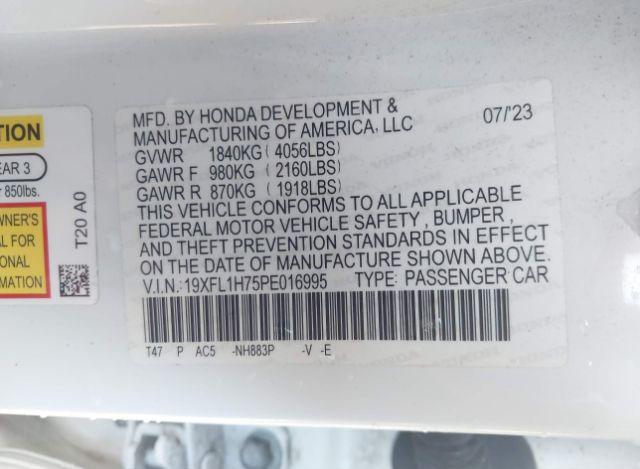 TION
EAR 3
850lbs.
WNER'S
AL FOR
IONAL
RMATION
T20 A0
MFD. BY HONDA DEVELOPMENT &
MANUFACTURING OF AMERICA, LLC 07/'23
GVWR 1840KG ( 4056LBS)
GAWR F 980KG ( 2160LBS)
GAWR R 870KG ( 1918LBS)
THIS VEHICLE CONFORMS TO ALL APPLICABLE
FEDERAL MOTOR VEHICLE SAFETY , BUMPER ,
AND THEFT PREVENTION STANDARDS IN EFFECT
ON THE DATE OF MANUFACTURE SHOWN ABOVE.
V.I.N.: 19XFL1H75PE016995 TYPE: PASSENGER CAR
T47 P AC5 -NH883P -V -E